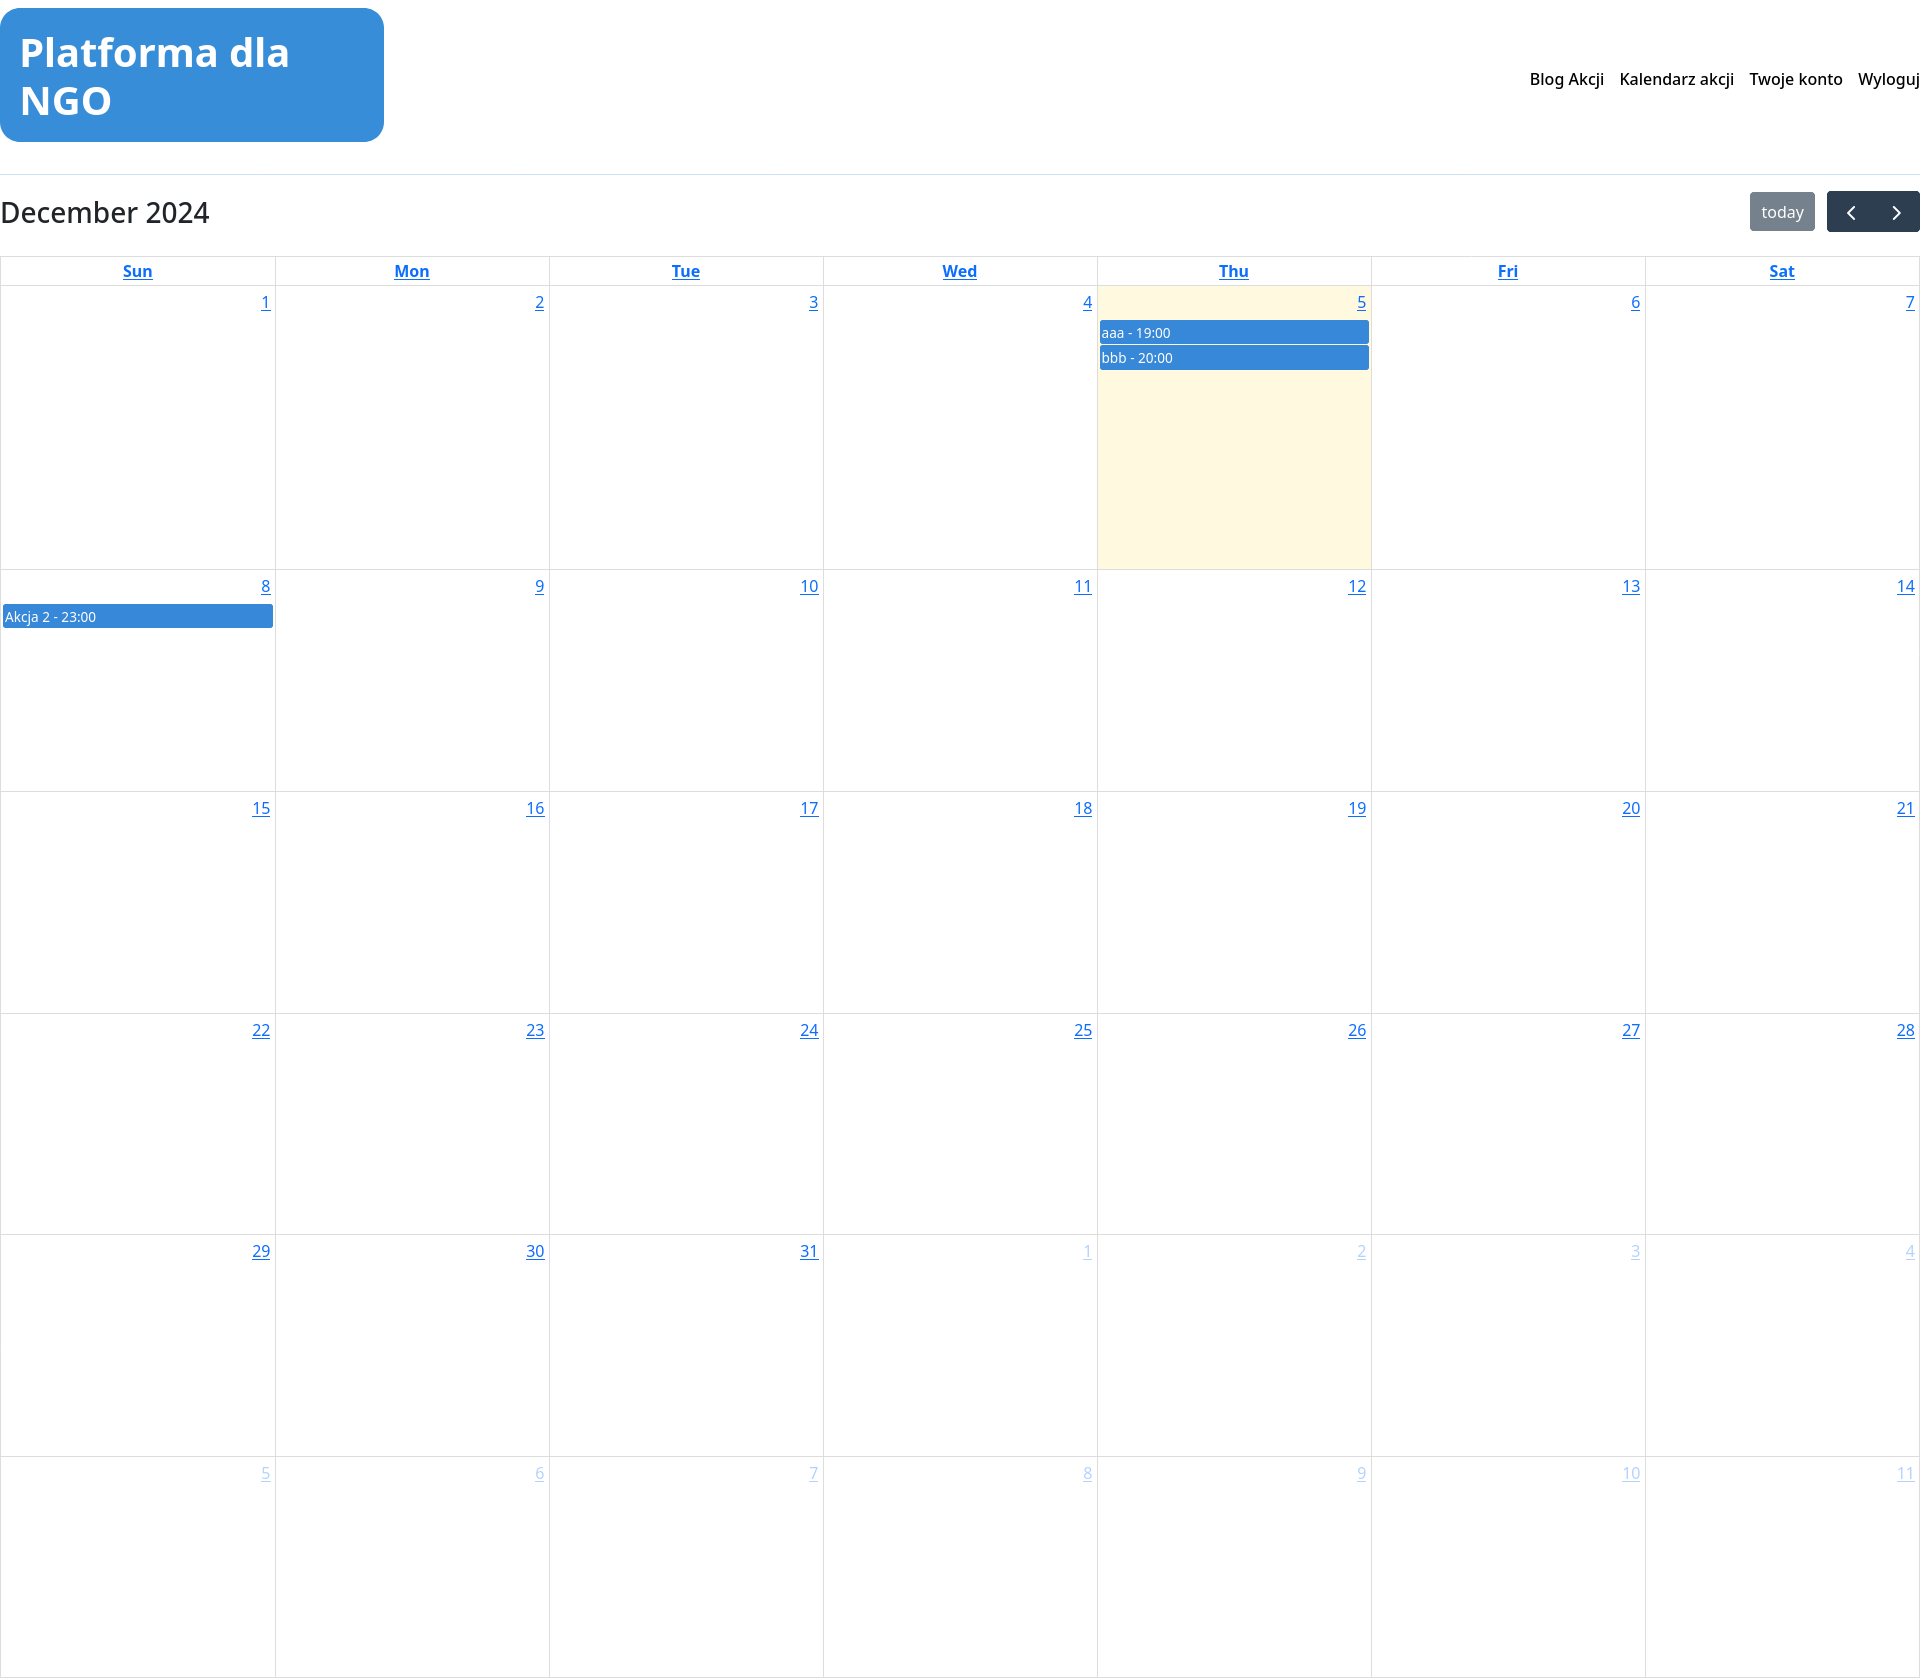 Platforma dla
NGO
Blog Akcji Kalendarz akcji Twoje konto Wyloguj
December 2024
today
Sun Mon Tue Wed Thu Fri Sat
1 2 3 4 5 6 7
aaa - 19:00
bbb - 20:00
8 9 10 11 12 13 14
Akcja 2 - 23:00
15 16 17 18 19 20 21
22 23 24 25 26 27 28
29 30 31 1 2 3 4
5 6 7 8 9 10 11